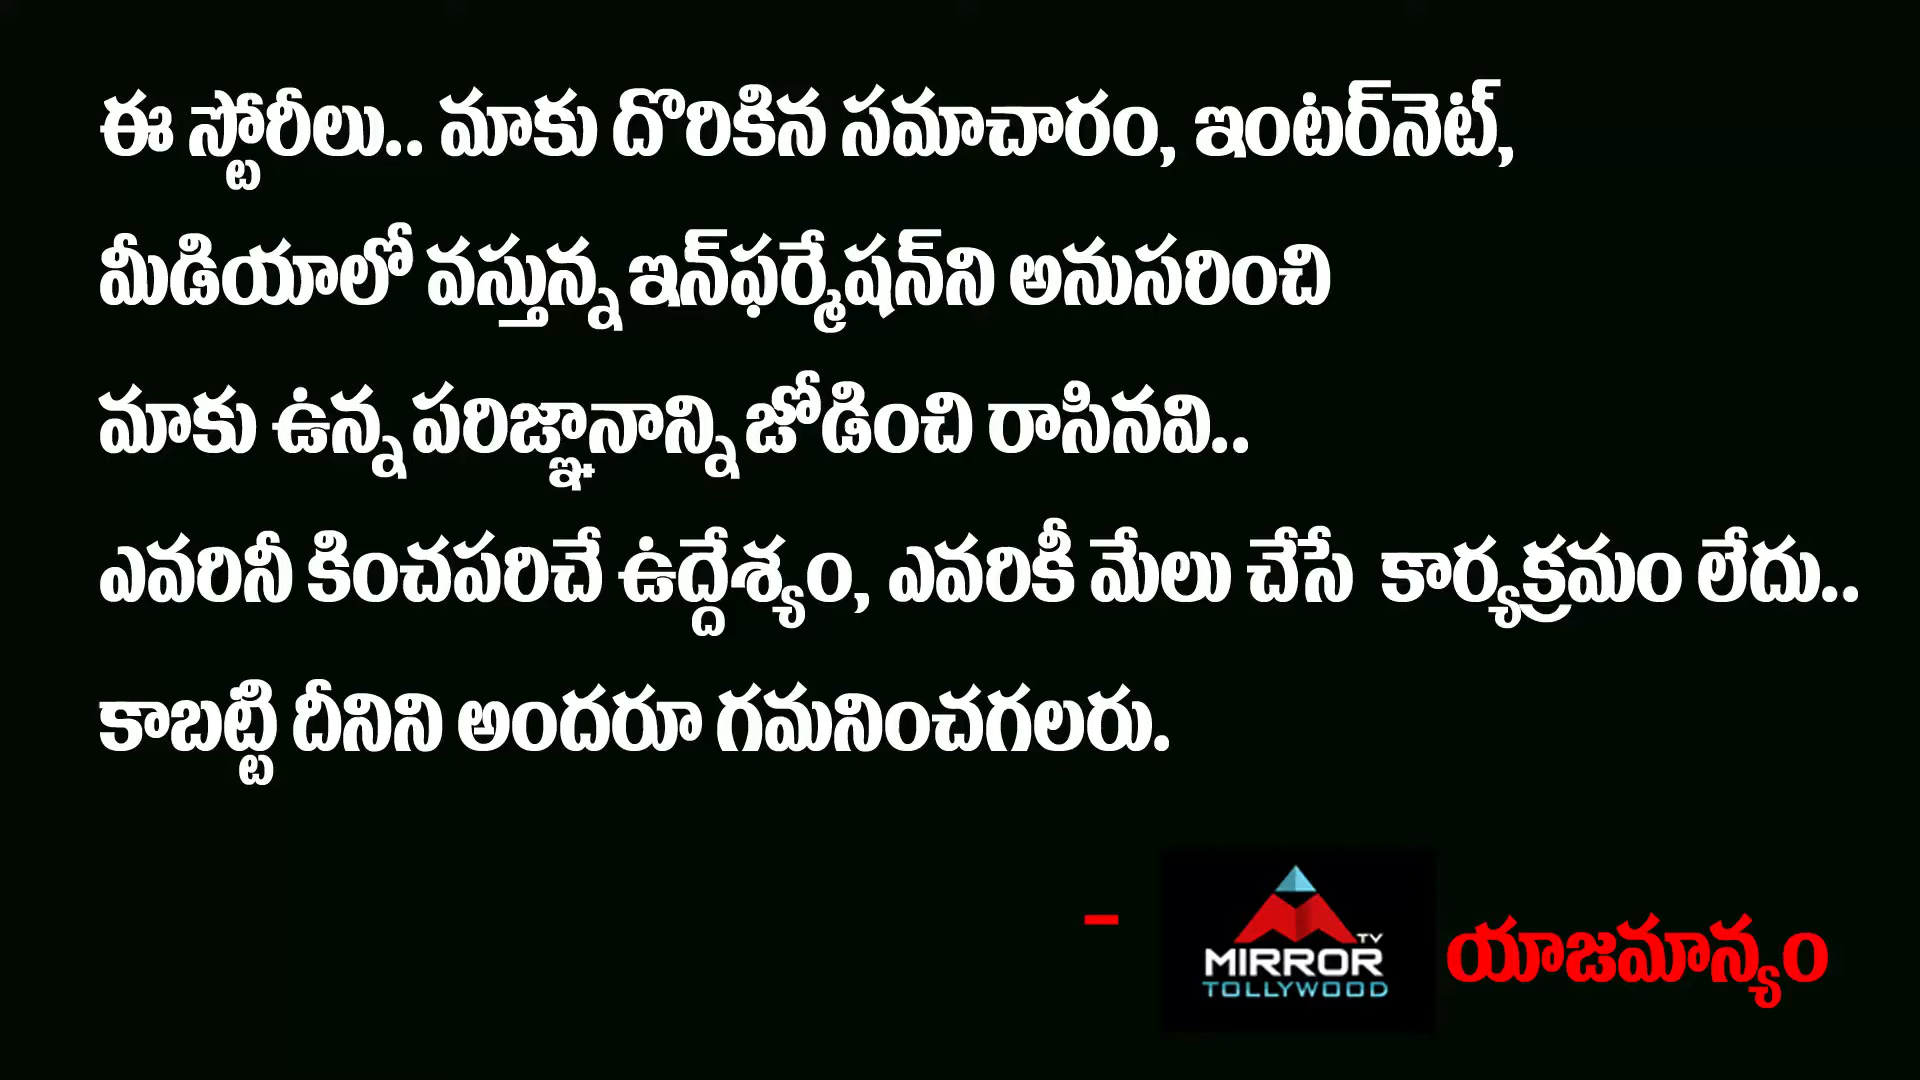 ఈ స్టోరీలు.. మాకు దొరికిన సమాచారం, ఇంటర్‌నెట్,
మీడియాలో వస్తున్న ఇన్‌ఫర్మేషన్‌ని అనుసరించి
మాకు ఉన్న పరిజ్ఞానాన్ని జోడించి రాసినవి..
ఎవరినీ కించపరిచే ఉద్దేశ్యం, ఎవరికీ మేలు చేసే కార్యక్రమం లేదు..
కాబట్టి దీనిని అందరూ గమనించగలరు.
- MIRROR TV TOLLYWOOD యాజమాన్యం